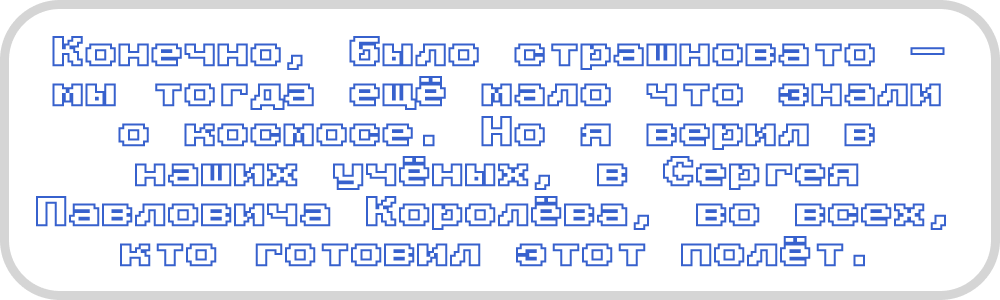 Конечно, было страшновато —
мы тогда ещё мало что знали
о космосе. Но я верил в
наших учёных, в Сергея
Павловича Королёва, во всех,
кто готовил этот полёт.